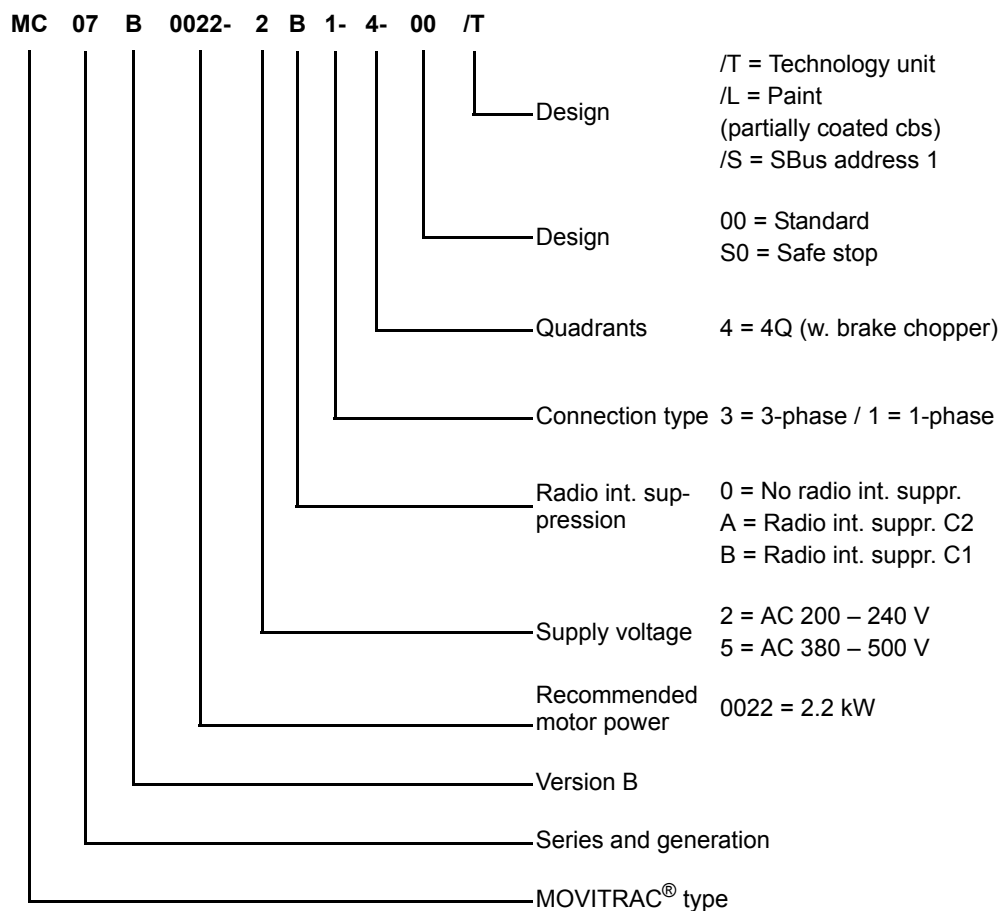 MC 07 B 0022- 2 B 1- 4- 00 /T
Design
/T = Technology unit
/L = Paint
(partially coated cbs)
/S = SBus address 1
Design
00 = Standard
S0 = Safe stop
Quadrants 4 = 4Q (w. brake chopper)
Connection type 3 = 3-phase / 1 = 1-phase
Radio int. sup-
pression
0 = No radio int. suppr.
A = Radio int. suppr. C2
B = Radio int. suppr. C1
Supply voltage
2 = AC 200 – 240 V
5 = AC 380 – 500 V
Recommended
motor power
0022 = 2.2 kW
Version B
Series and generation
MOVITRAC® type